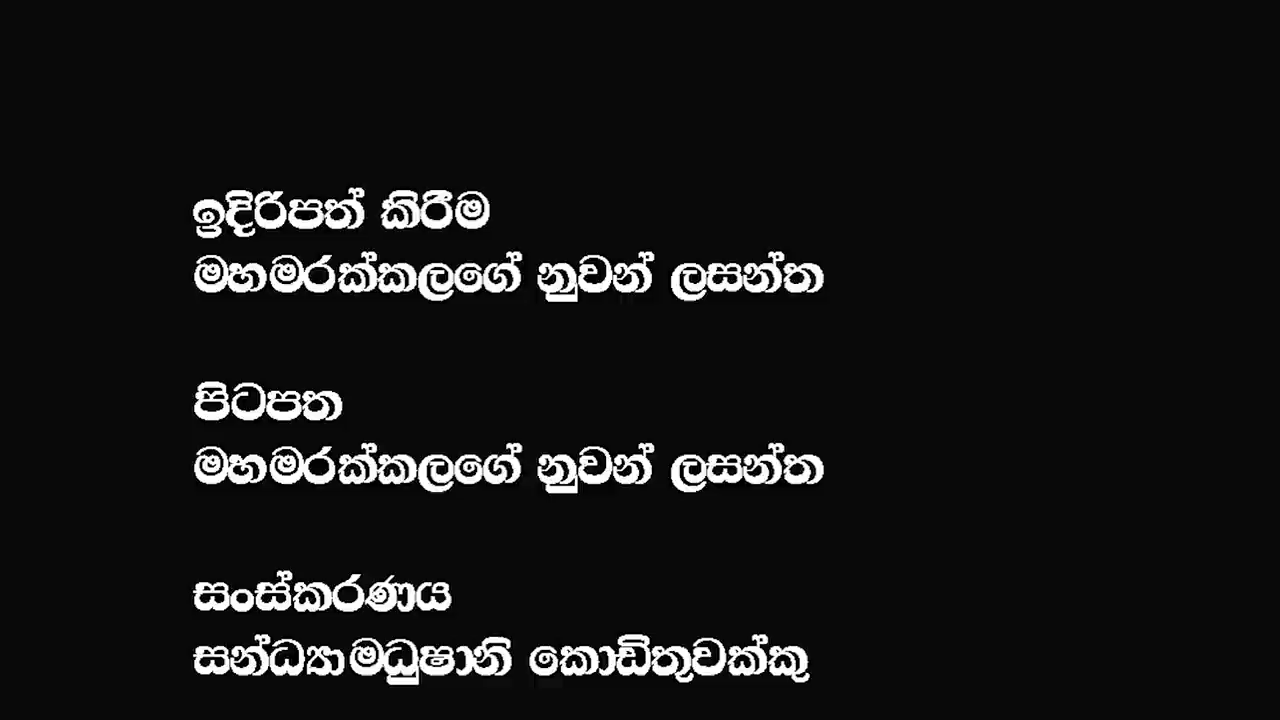 ඉදිරිපත් කිරීම
මහමරක්කලගේ නුවන් ලසන්ත
පිටපත
මහමරක්කලගේ නුවන් ලසන්ත
සංස්කරණය
සන්ධ්‍යාමධුෂානි කොඩිතුවක්කු